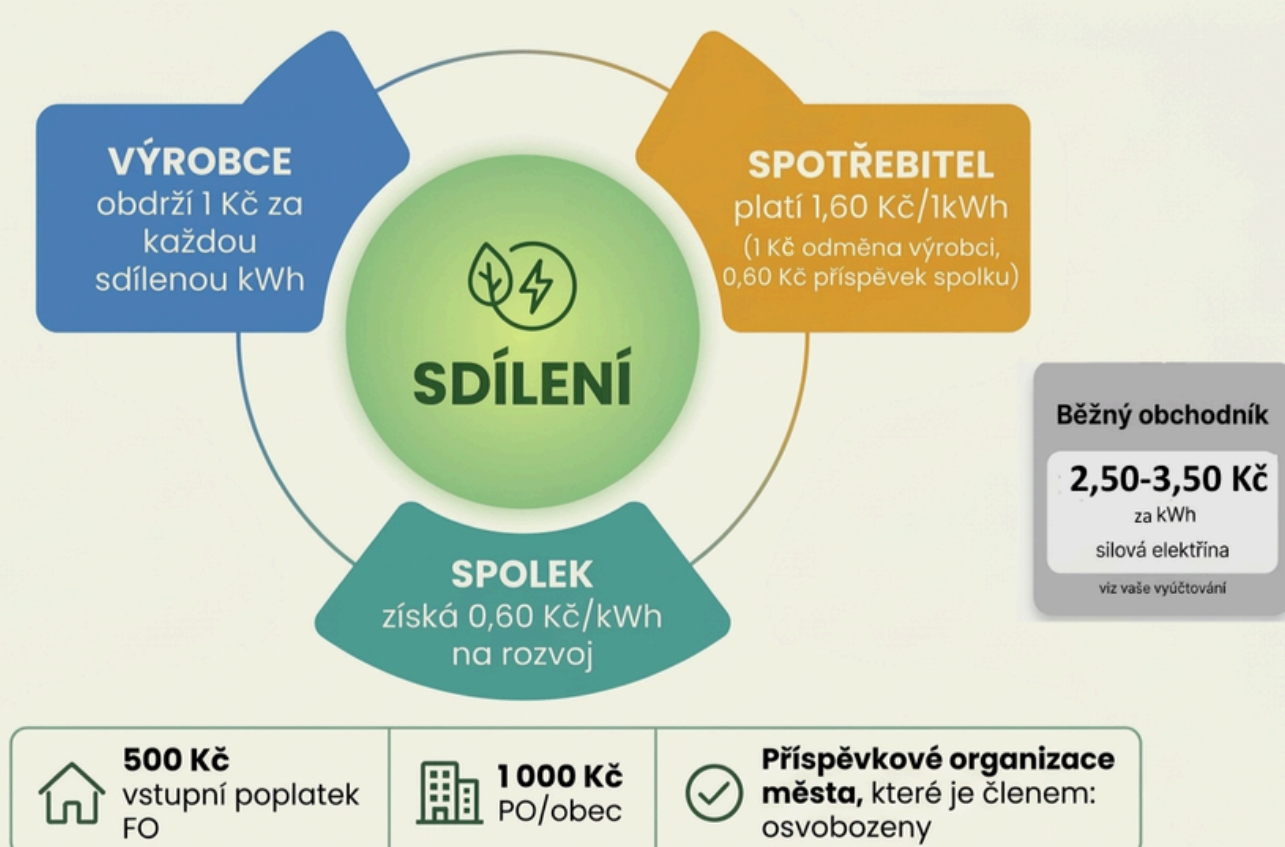 VÝROBCE
obdrží 1 Kč za
každou
sdílenou kWh
SPOTŘEBITEL
platí 1,60 Kč/1kWh
(1 Kč odměna výrobci,
0,60 Kč příspěvek spolku)
SDÍLENÍ
Běžný obchodník
2,50-3,50 Kč
za kWh
silová elektřina
viz vaše vyúčtování
SPOLEK
získá 0,60 Kč/kWh
na rozvoj
500 Kč
vstupní poplatek
FO
1 000 Kč
PO/obec
Příspěvkové organizace
města, které je členem:
osvobozeny